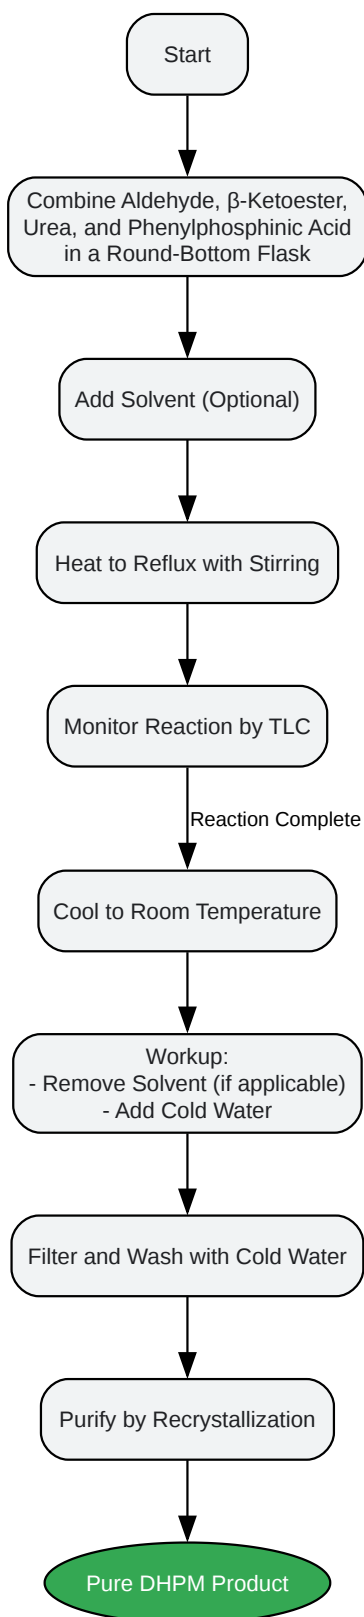 Start
Combine Aldehyde, β-Ketoester,
Urea, and Phenylphosphinic Acid
in a Round-Bottom Flask
Add Solvent (Optional)
Heat to Reflux with Stirring
Monitor Reaction by TLC
Reaction Complete
Cool to Room Temperature
Workup:
- Remove Solvent (if applicable)
- Add Cold Water
Filter and Wash with Cold Water
Purify by Recrystallization
Pure DHPM Product